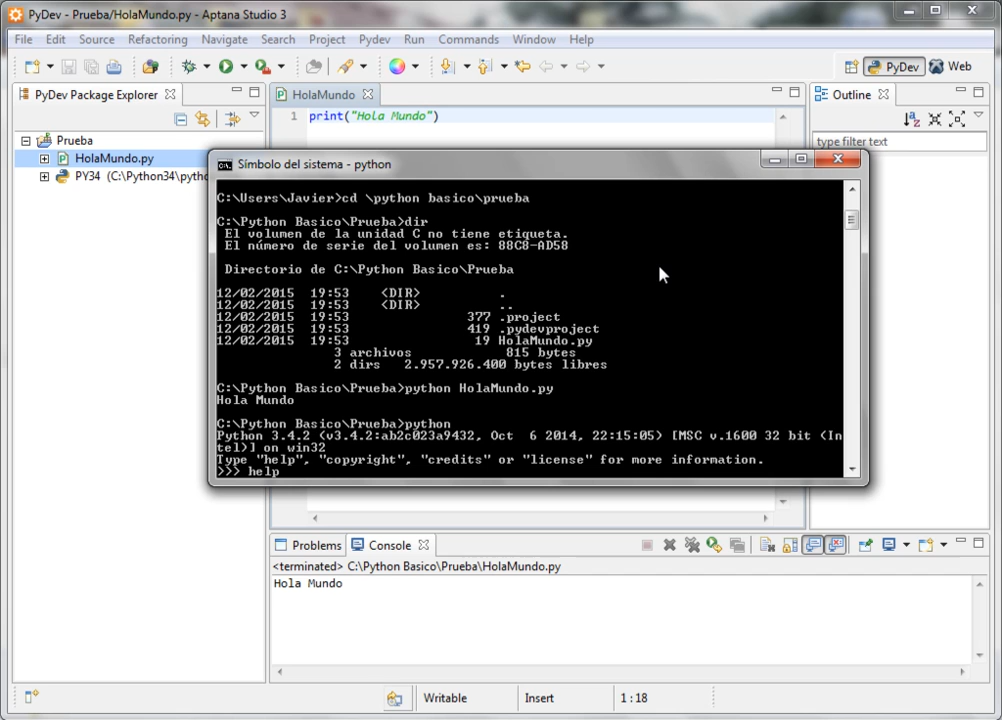 PyDev - Prueba/HolaMundo.py - Aptana Studio 3
File Edit Source Refactoring Navigate Search Project Pydev Run Commands Window Help
PyDev Web
PyDev Package Explorer
HolaMundo
Outline
1 print("Hola Mundo")
type filter text
Prueba
HolaMundo.py
PY34 (C:\Python34\pytho
Símbolo del sistema - python
C:\Users\Javier>cd \python basico\prueba
C:\Python Basico\Prueba>dir
El volumen de la unidad C no tiene etiqueta.
El número de serie del volumen es: 88C8-AD58
Directorio de C:\Python Basico\Prueba
12/02/2015 19:53 <DIR> .
12/02/2015 19:53 <DIR> ..
12/02/2015 19:53 377 .project
12/02/2015 19:53 419 .pydevproject
12/02/2015 19:53 19 HolaMundo.py
3 archivos 815 bytes
2 dirs 2.957.926.400 bytes libres
C:\Python Basico\Prueba>python HolaMundo.py
Hola Mundo
C:\Python Basico\Prueba>python
Python 3.4.2 (v3.4.2:ab2c023a9432, Oct 6 2014, 22:15:05) [MSC v.1600 32 bit (In
tel)] on win32
Type "help", "copyright", "credits" or "license" for more information.
>>> help
Problems Console
<terminated> C:\Python Basico\Prueba\HolaMundo.py
Hola Mundo
Writable Insert 1:18